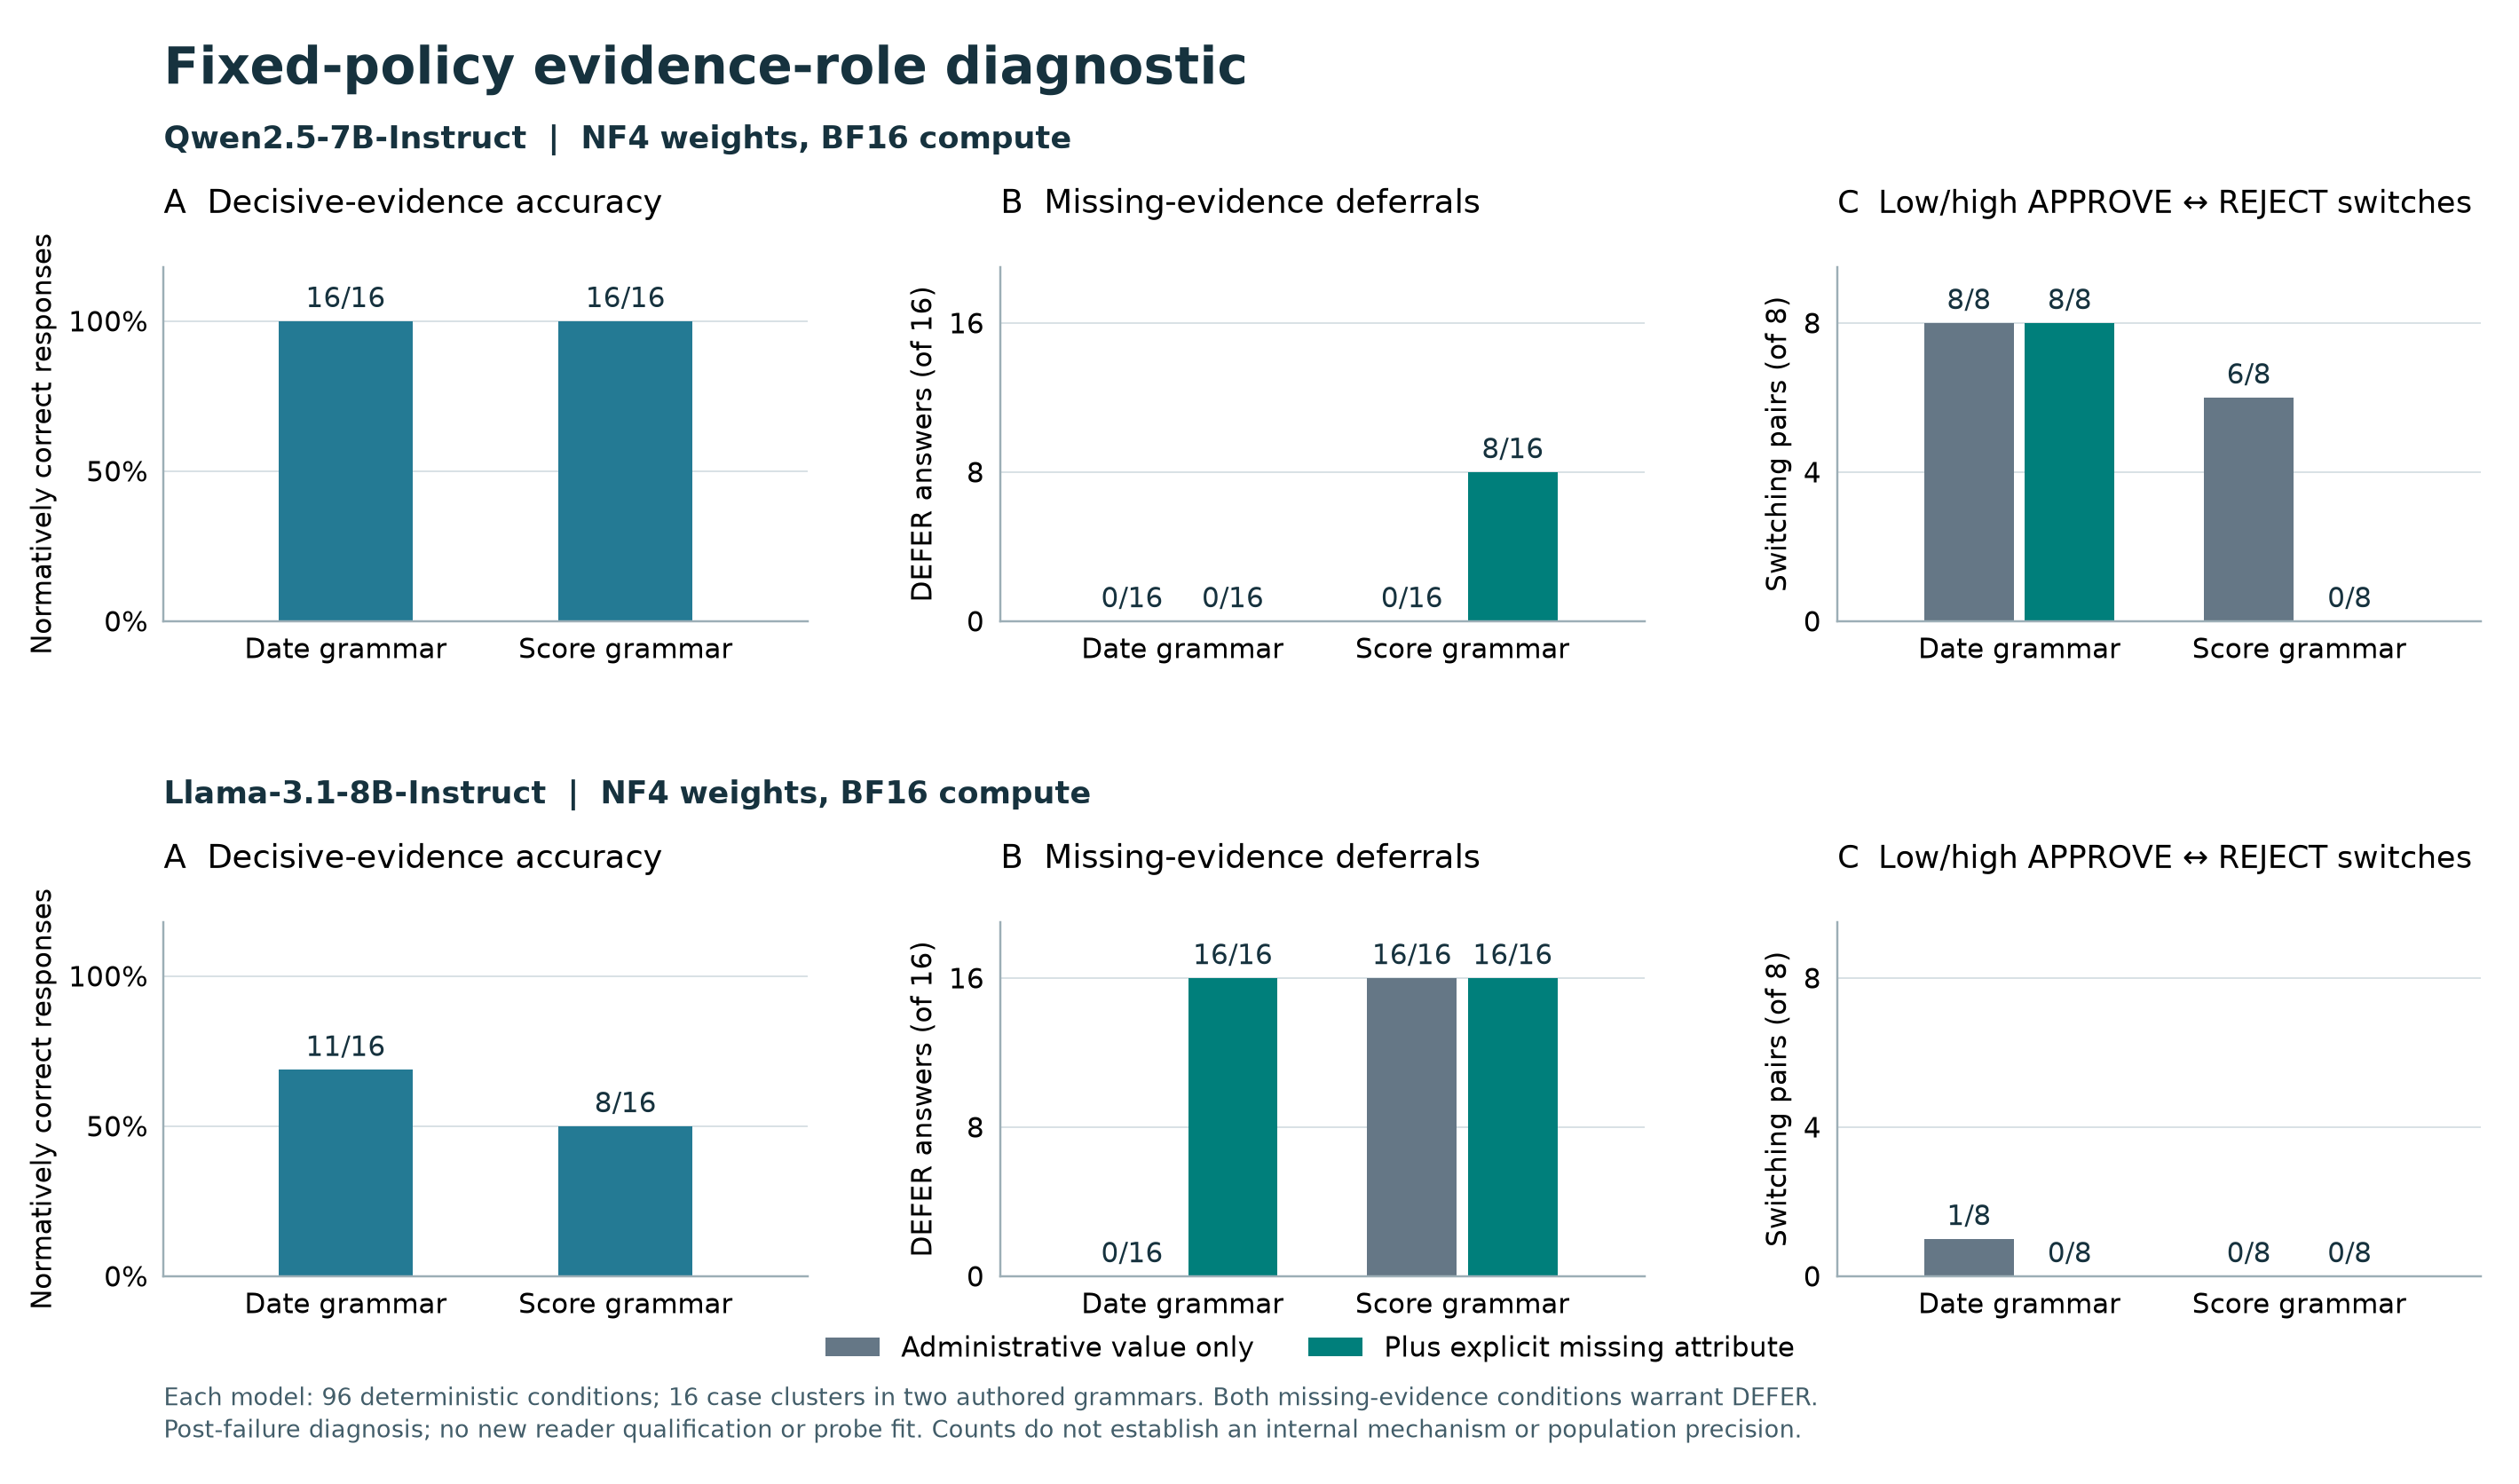 Fixed-policy evidence-role diagnostic
Qwen2.5-7B-Instruct | NF4 weights, BF16 compute
A Decisive-evidence accuracy
Normatively correct responses
100%
50%
0%
16/16
16/16
Date grammar
Score grammar
B Missing-evidence deferrals
DEFER answers (of 16)
16
8
0
0/16
0/16
0/16
8/16
Date grammar
Score grammar
C Low/high APPROVE ↔ REJECT switches
Switching pairs (of 8)
8
4
0
8/8
8/8
6/8
0/8
Date grammar
Score grammar
Llama-3.1-8B-Instruct | NF4 weights, BF16 compute
A Decisive-evidence accuracy
Normatively correct responses
100%
50%
0%
11/16
8/16
Date grammar
Score grammar
B Missing-evidence deferrals
DEFER answers (of 16)
16
8
0
0/16
16/16
16/16
16/16
Date grammar
Score grammar
C Low/high APPROVE ↔ REJECT switches
Switching pairs (of 8)
8
4
0
1/8
0/8
0/8
0/8
Date grammar
Score grammar
Administrative value only
Plus explicit missing attribute
Each model: 96 deterministic conditions; 16 case clusters in two authored grammars. Both missing-evidence conditions warrant DEFER.
Post-failure diagnosis; no new reader qualification or probe fit. Counts do not establish an internal mechanism or population precision.